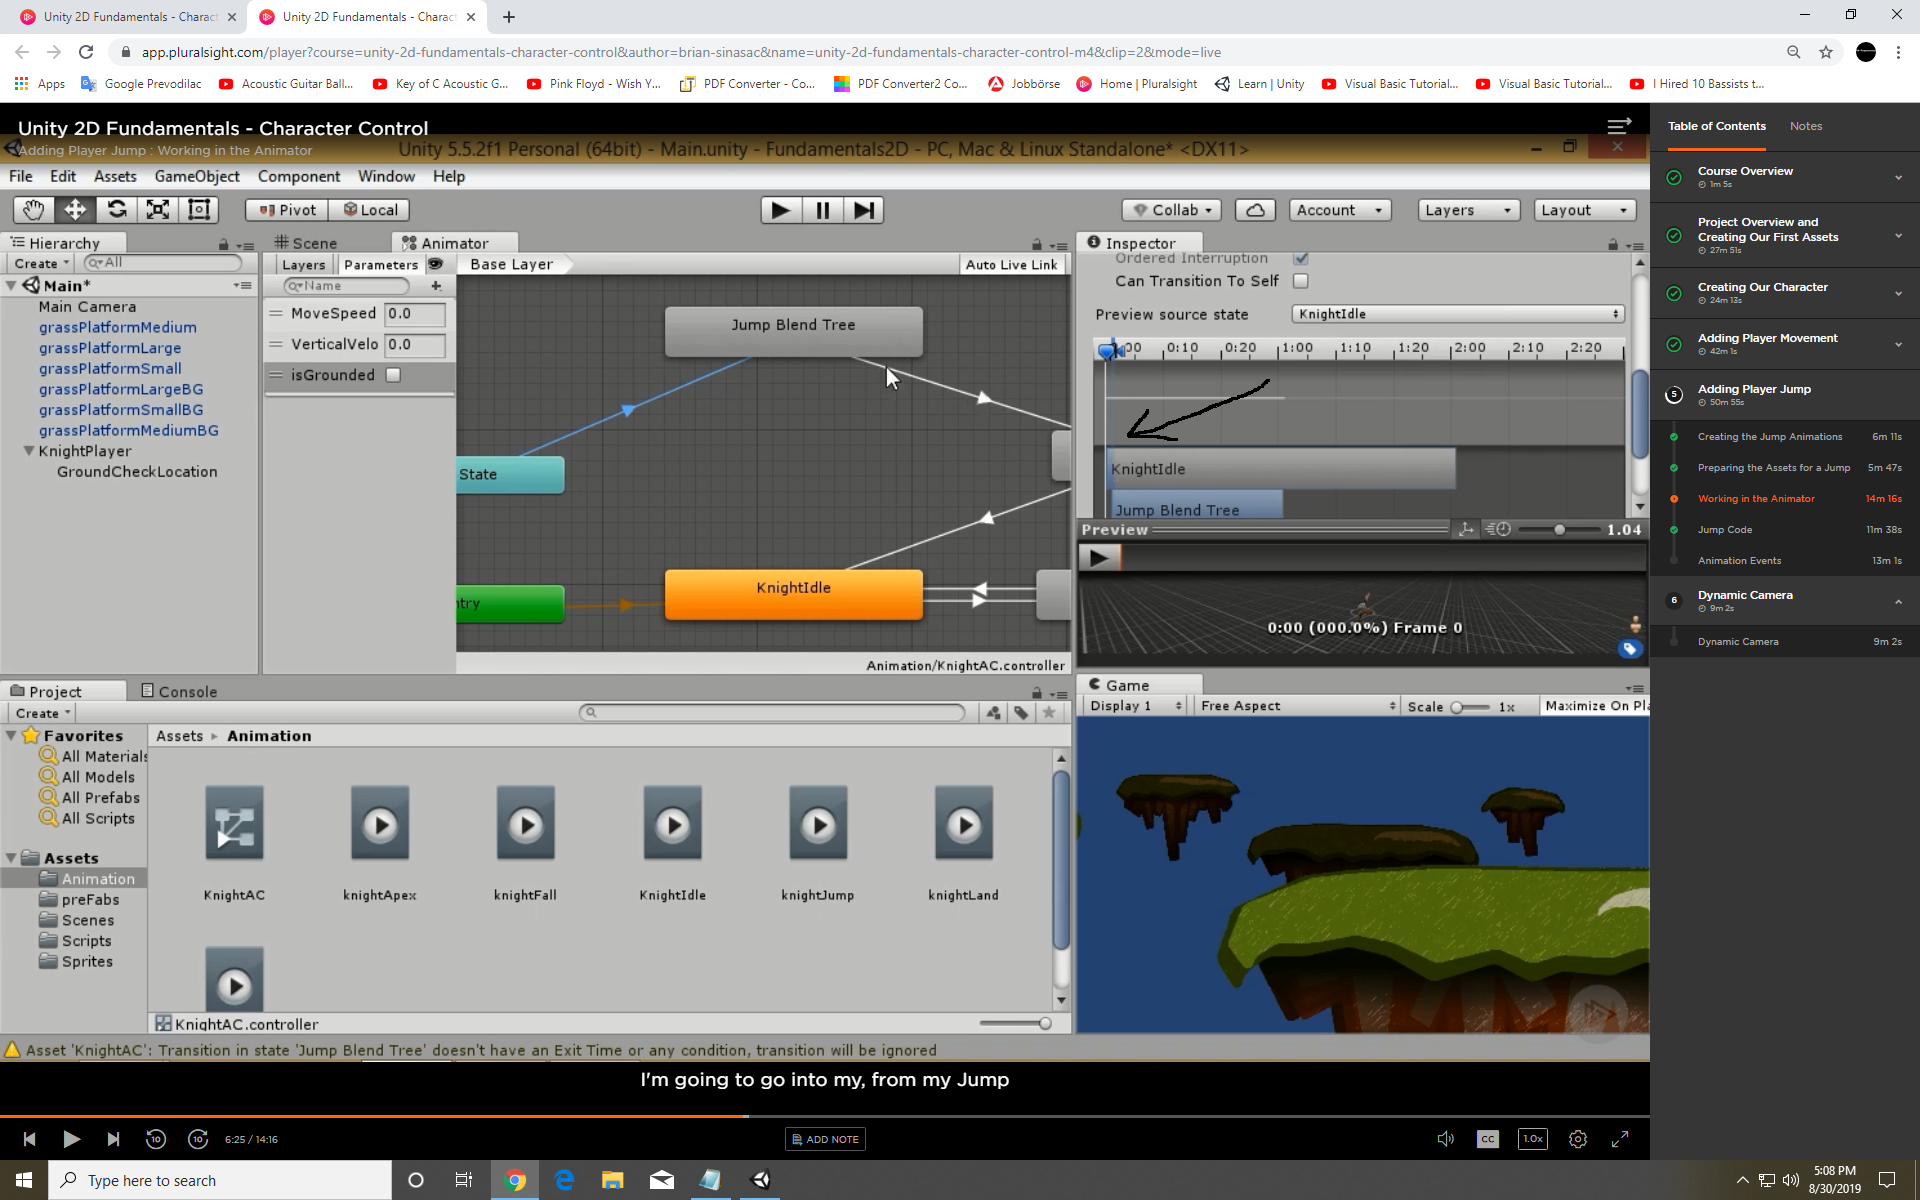 Unity 2D Fundamentals - Charact
Unity 2D Fundamentals - Charact
app.pluralsight.com/player?course=unity-2d-fundamentals-character-control&author=brian-sinasac&name=unity-2d-fundamentals-character-control-m4&clip=2&mode=live
Apps
Google Prevodilac
Acoustic Guitar Ball...
Key of C Acoustic G...
Pink Floyd - Wish Y...
PDF Converter - Co...
PDF Converter2 Co...
Jobbörse
Home | Pluralsight
Learn | Unity
Visual Basic Tutorial...
Visual Basic Tutorial...
I Hired 10 Bassists t...
Unity 2D Fundamentals - Character Control
Adding Player Jump : Working in the Animator
Unity 5.5.2f1 Personal (64bit) - Main.unity - Fundamentals2D - PC, Mac & Linux Standalone* <DX11>
File Edit Assets GameObject Component Window Help
Pivot Local
Collab Account Layers Layout
Hierarchy
Create All
Main*
Main Camera
grassPlatformMedium
grassPlatformLarge
grassPlatformSmall
grassPlatformLargeBG
grassPlatformSmallBG
grassPlatformMediumBG
KnightPlayer
GroundCheckLocation
Scene Animator
Layers Parameters Base Layer Auto Live Link
Name
MoveSpeed 0.0
VerticalVelo 0.0
isGrounded
Jump Blend Tree
State
KnightIdle
ntry
Animation/KnightAC.controller
Inspector
Ordered Interruption
Can Transition To Self
Preview source state KnightIdle
:00 0:10 0:20 1:00 1:10 1:20 2:00 2:10 2:20
KnightIdle
Jump Blend Tree
Preview 1.04
0:00 (000.0%) Frame 0
Project Console
Create
Favorites
All Materials
All Models
All Prefabs
All Scripts
Assets
Animation
preFabs
Scenes
Scripts
Sprites
Assets Animation
KnightAC knightApex knightFall KnightIdle knightJump knightLand
KnightAC.controller
Game
Display 1 Free Aspect Scale 1x Maximize On Pla
Asset 'KnightAC': Transition in state 'Jump Blend Tree' doesn't have an Exit Time or any condition, transition will be ignored
I'm going to go into my, from my Jump
10 10 6:25 / 14:16 ADD NOTE CC 1.0x
Table of Contents Notes
Course Overview
1m 5s
Project Overview and
Creating Our First Assets
27m 51s
Creating Our Character
24m 13s
Adding Player Movement
42m 1s
5 Adding Player Jump
50m 55s
Creating the Jump Animations 6m 11s
Preparing the Assets for a Jump 5m 47s
Working in the Animator 14m 16s
Jump Code 11m 38s
Animation Events 13m 1s
6 Dynamic Camera
9m 2s
Dynamic Camera 9m 2s
Type here to search
5:08 PM
8/30/2019